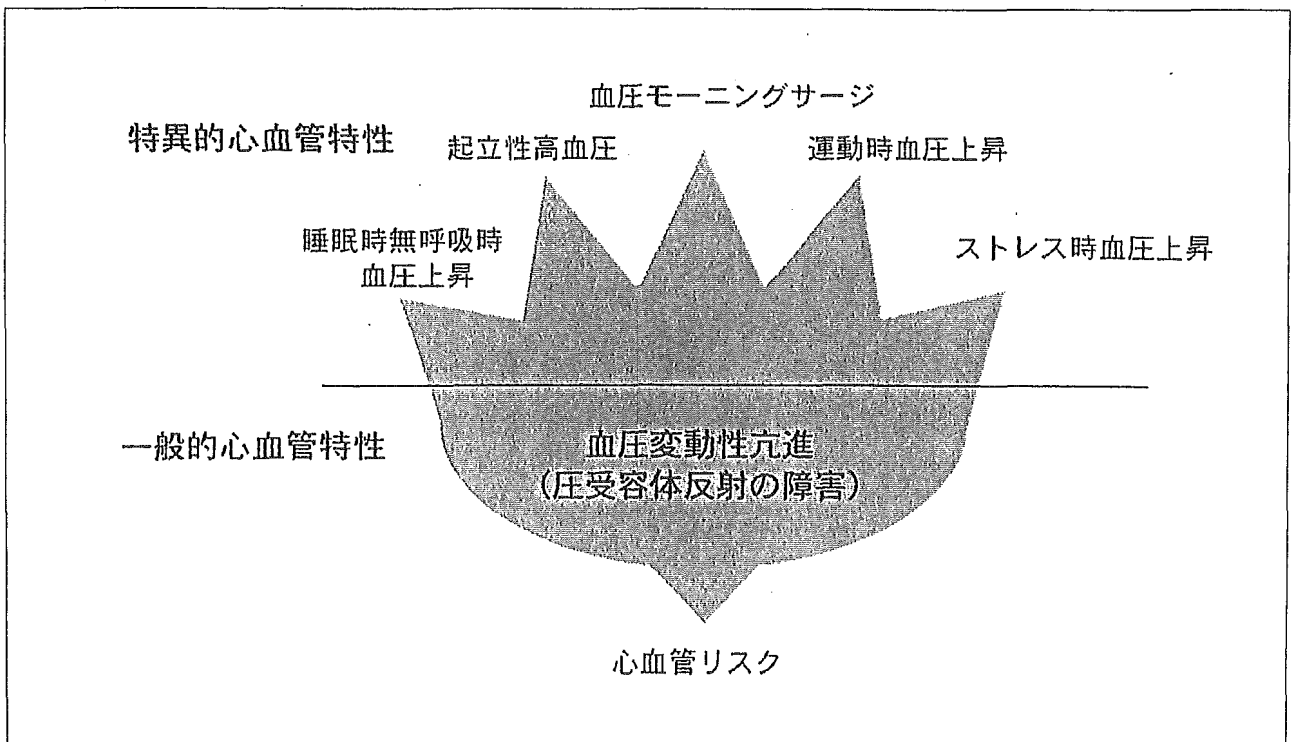 血圧モーニングサージ
特異的心血管特性
起立性高血圧
運動時血圧上昇
睡眠時無呼吸時
血圧上昇
ストレス時血圧上昇
一般的心血管特性
血圧変動性亢進
(圧受容体反射の障害)
心血管リスク